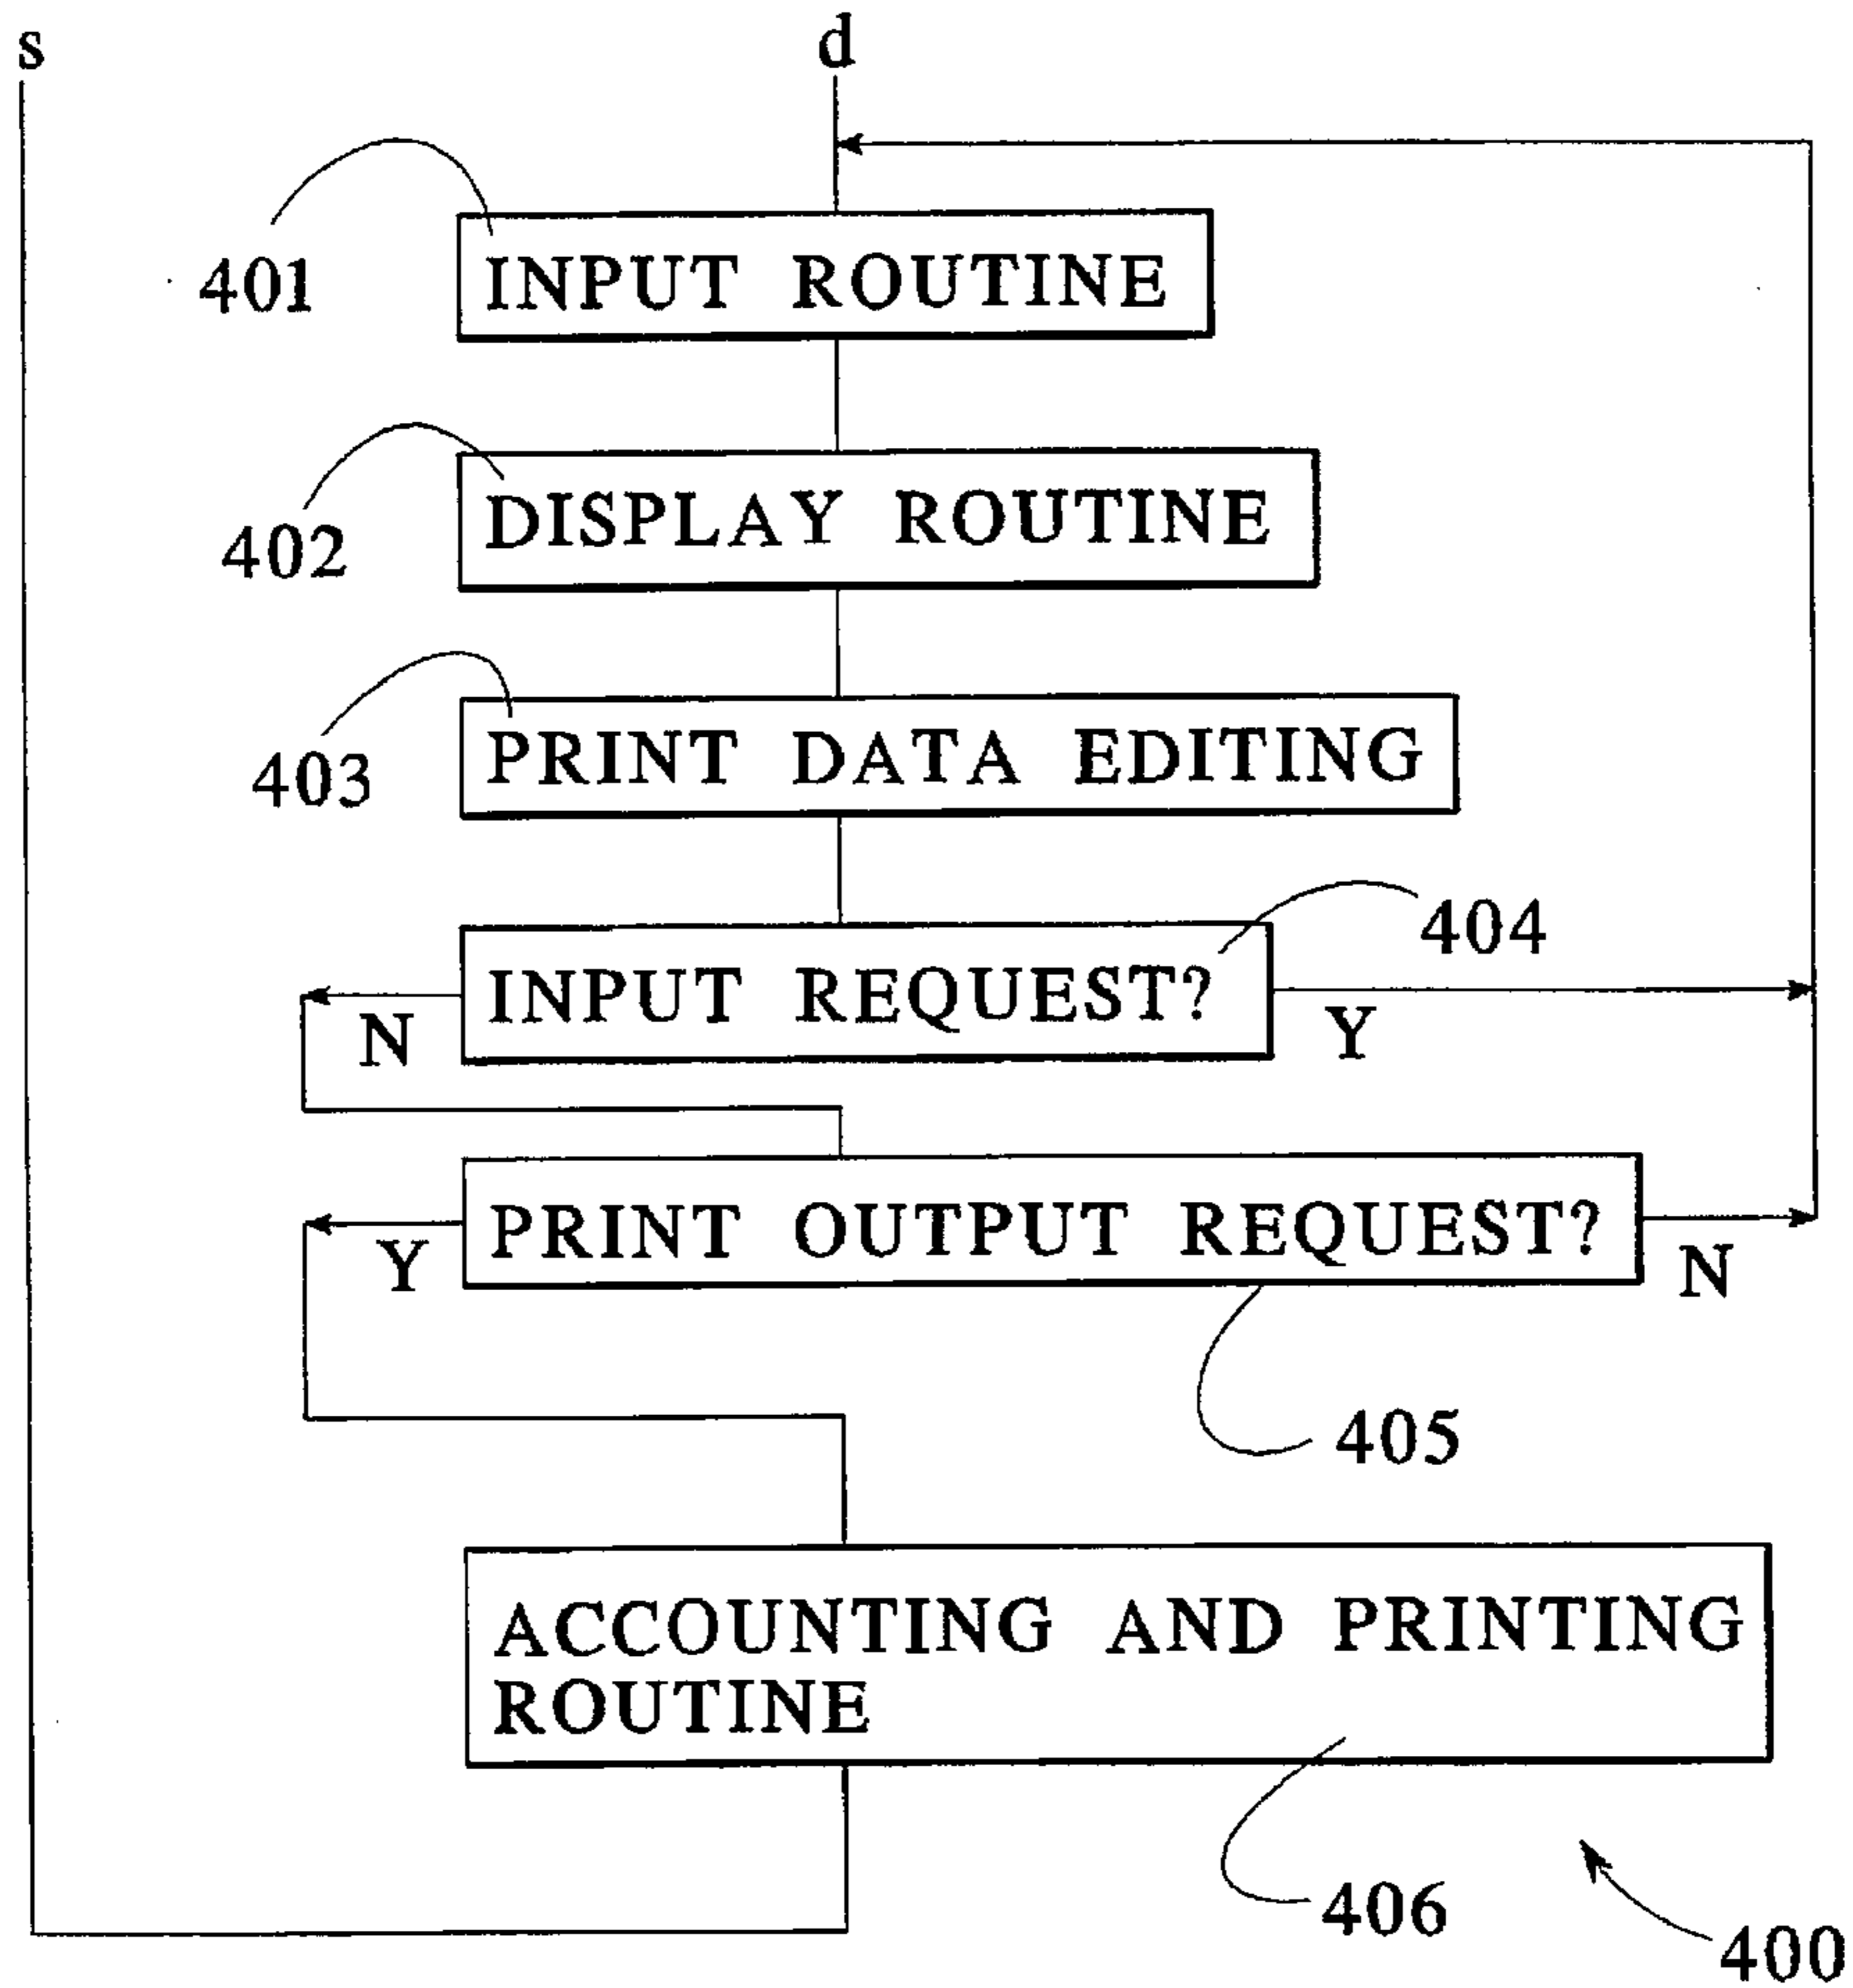 s
d
401
INPUT ROUTINE
402
DISPLAY ROUTINE
403
PRINT DATA EDITING
404
INPUT REQUEST?
N
Y
PRINT OUTPUT REQUEST?
Y
N
405
ACCOUNTING AND PRINTING
ROUTINE
406
400